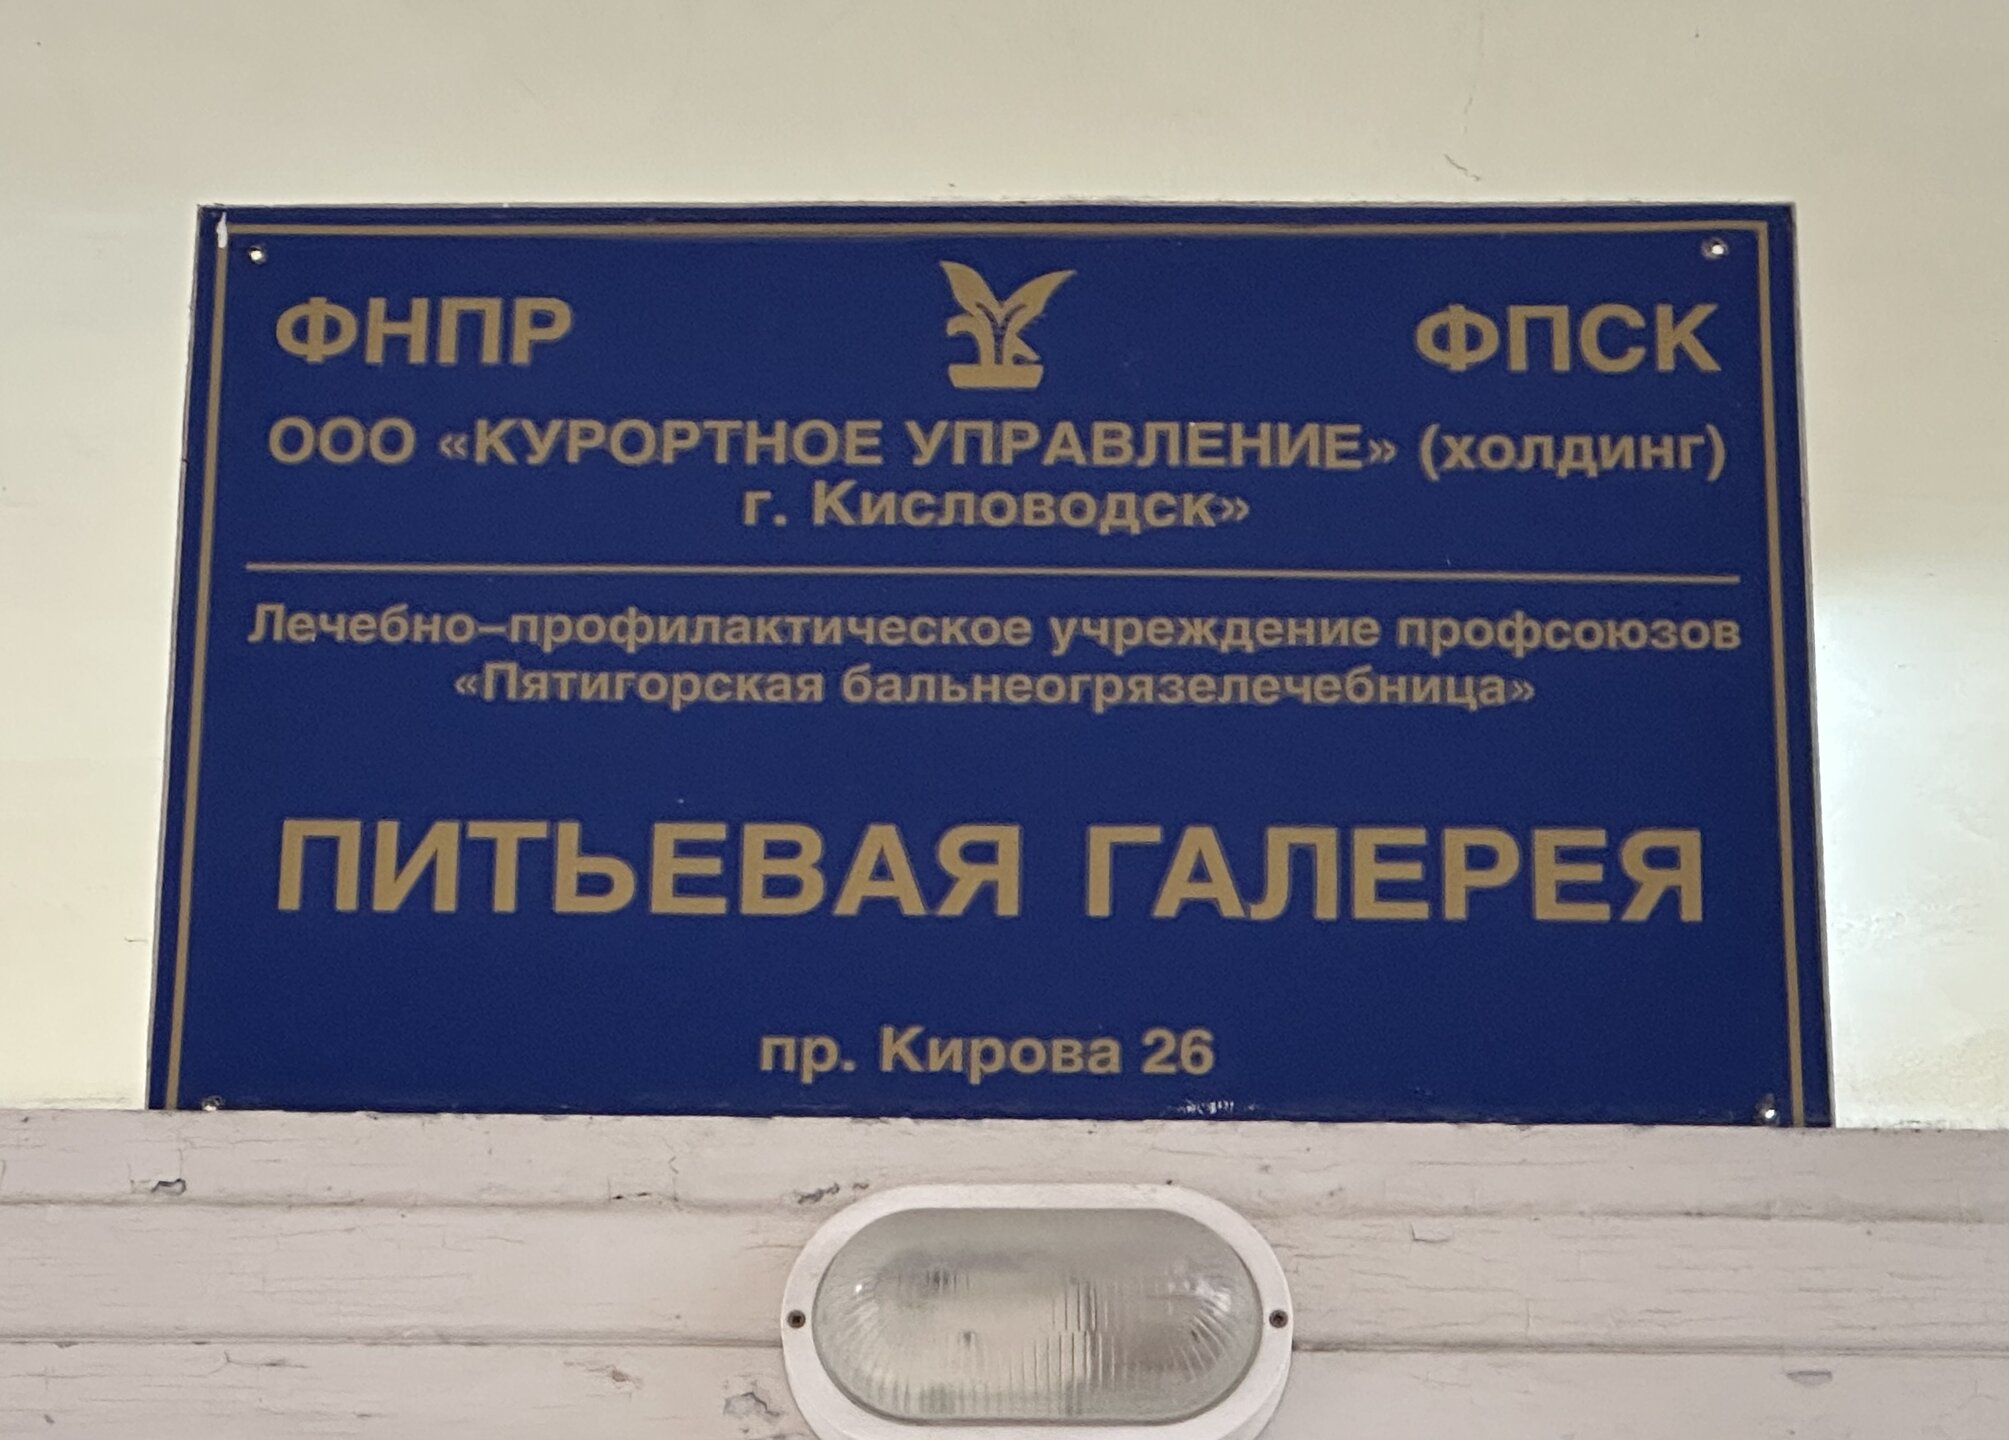 ФНПР ФПСК
ООО «КУРОРТНОЕ УПРАВЛЕНИЕ» (холдинг)
г. Кисловодск»
Лечебно–профилактическое учреждение профсоюзов
«Пятигорская бальнеогрязелечебница»
ПИТЬЕВАЯ ГАЛЕРЕЯ
пр. Кирова 26